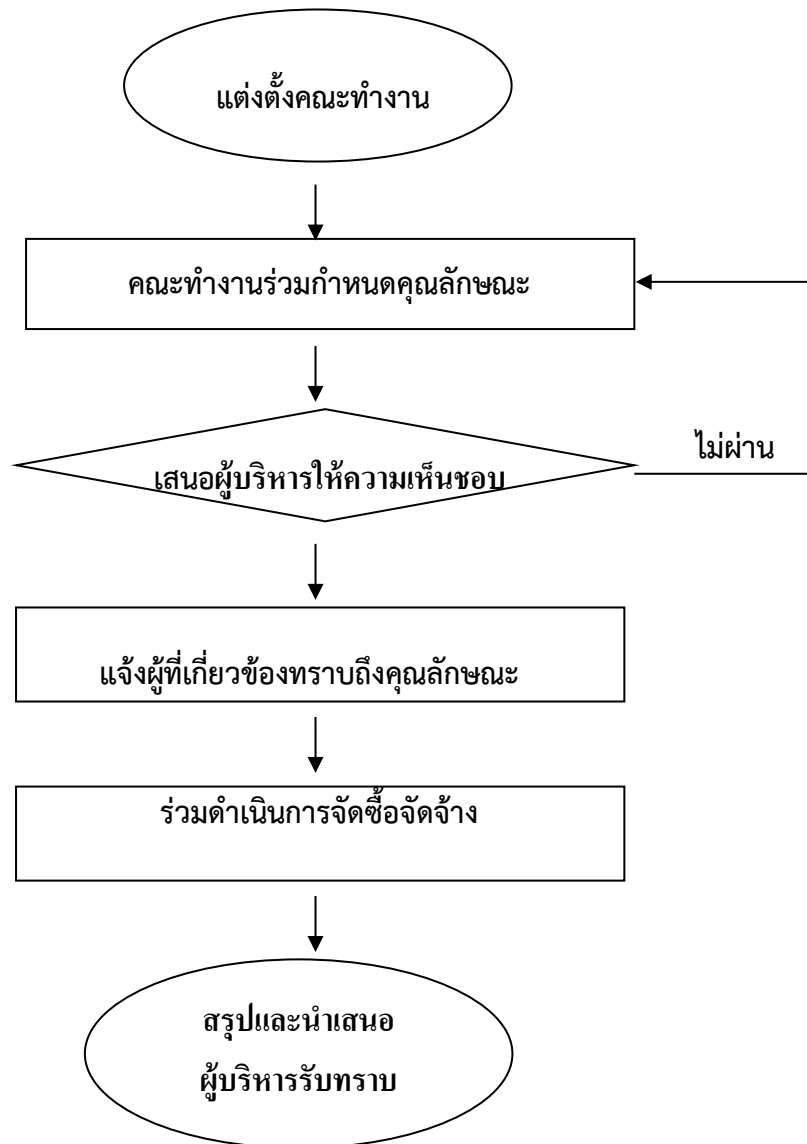 แต่งตั้งคณะทำงาน
คณะทำงานร่วมกำหนดคุณลักษณะ
เสนอผู้บริหารให้ความเห็นชอบ
ไม่ผ่าน
แจ้งผู้ที่เกี่ยวข้องทราบถึงคุณลักษณะ
ร่วมดำเนินการจัดซื้อจัดจ้าง
สรุปและนำเสนอ
ผู้บริหารรับทราบ